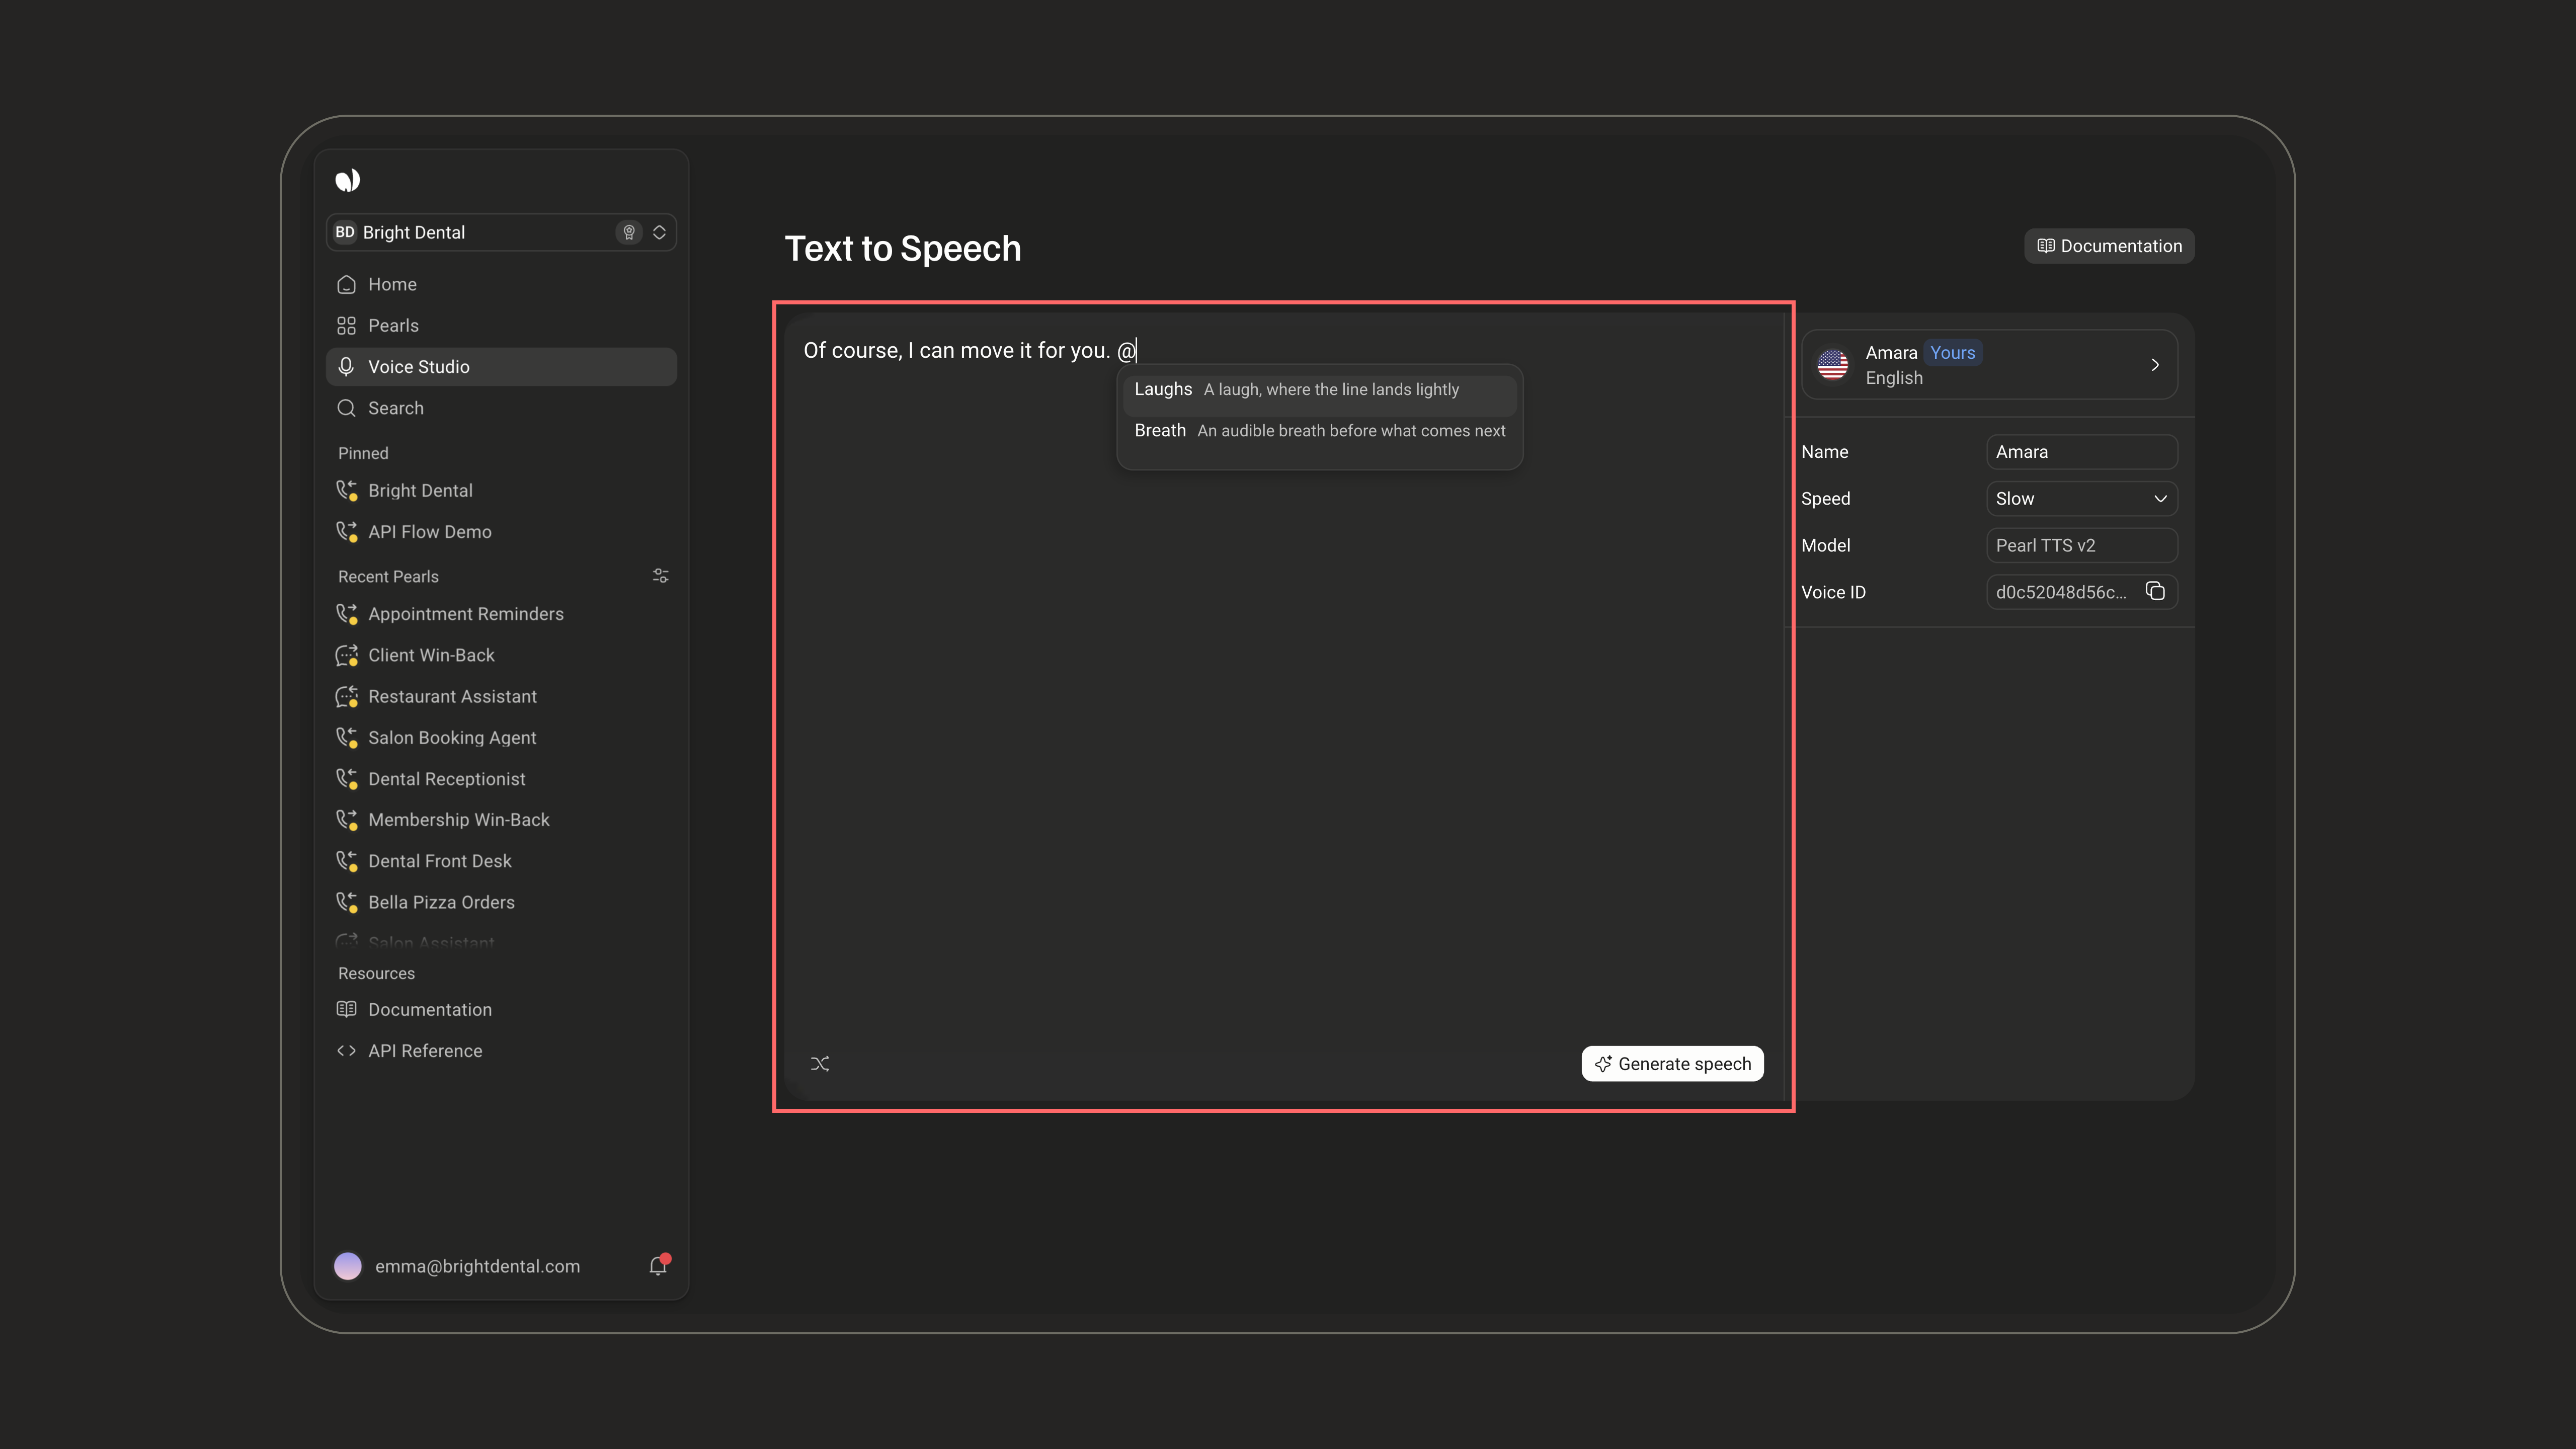 BD Bright Dental
Home
Pearls
Voice Studio
Search
Pinned
Bright Dental
API Flow Demo
Recent Pearls
Appointment Reminders
Client Win-Back
Restaurant Assistant
Salon Booking Agent
Dental Receptionist
Membership Win-Back
Dental Front Desk
Bella Pizza Orders
Salon Assistant
Resources
Documentation
API Reference
emma@brightdental.com
Text to Speech
Documentation
Of course, I can move it for you. @
Laughs A laugh, where the line lands lightly
Breath An audible breath before what comes next
Generate speech
Amara Yours
English
Name Amara
Speed Slow
Model Pearl TTS v2
Voice ID d0c52048d56c...